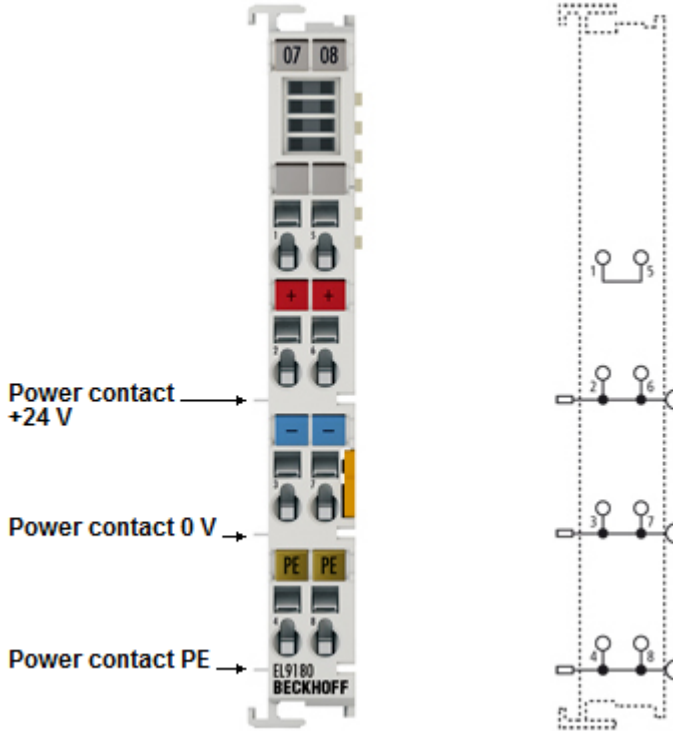 07 08
1 5
+ +
2 6
Power contact
+24 V
− −
3 7
Power contact 0 V
PE PE
4 8
Power contact PE
EL9180
BECKHOFF
1 5
2 6
3 7
4 8